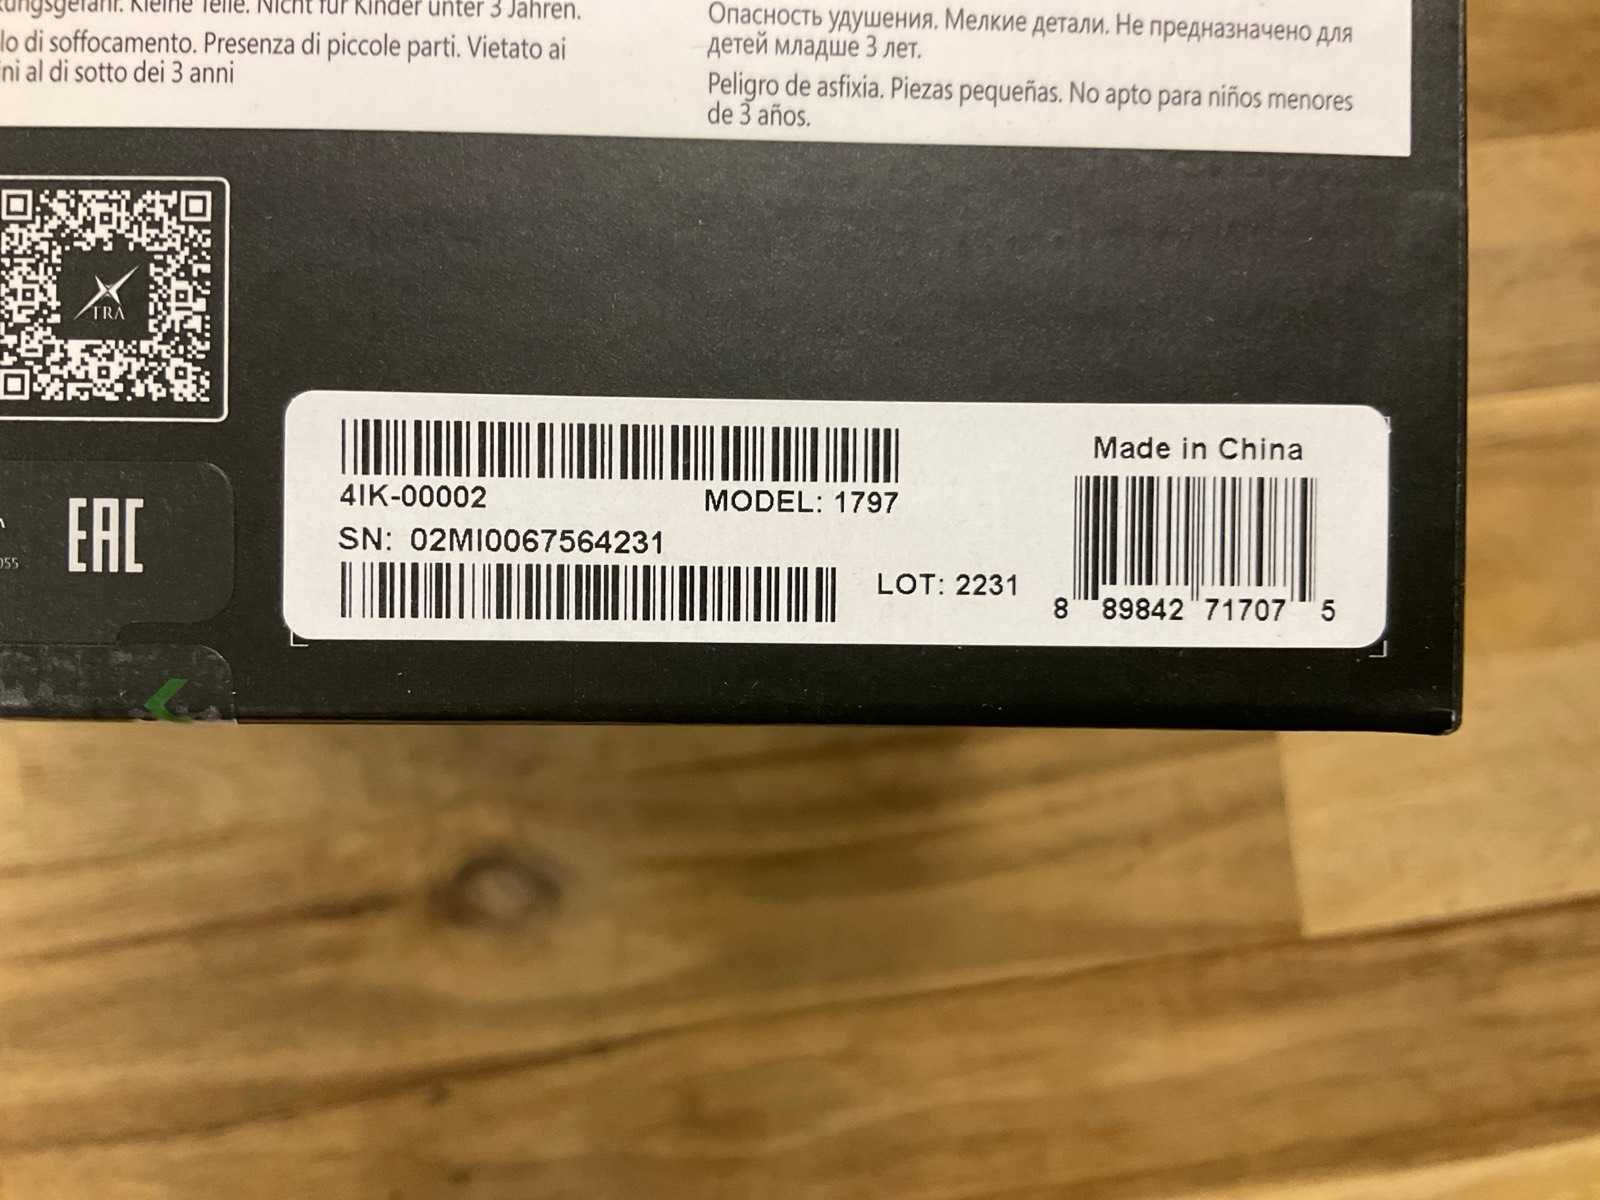 Kleine Teile. Nicht für Kinder unter 3 Jahren.
lo di soffocamento. Presenza di piccole parti. Vietato ai
ni al di sotto dei 3 anni
Опасность удушения. Мелкие детали. Не предназначено для
детей младше 3 лет.
Peligro de asfixia. Piezas pequeñas. No apto para niños menores
de 3 años.
TRA
EAC
055
4IK-00002
MODEL: 1797
SN: 02MI0067564231
LOT: 2231
Made in China
8 89842 71707 5